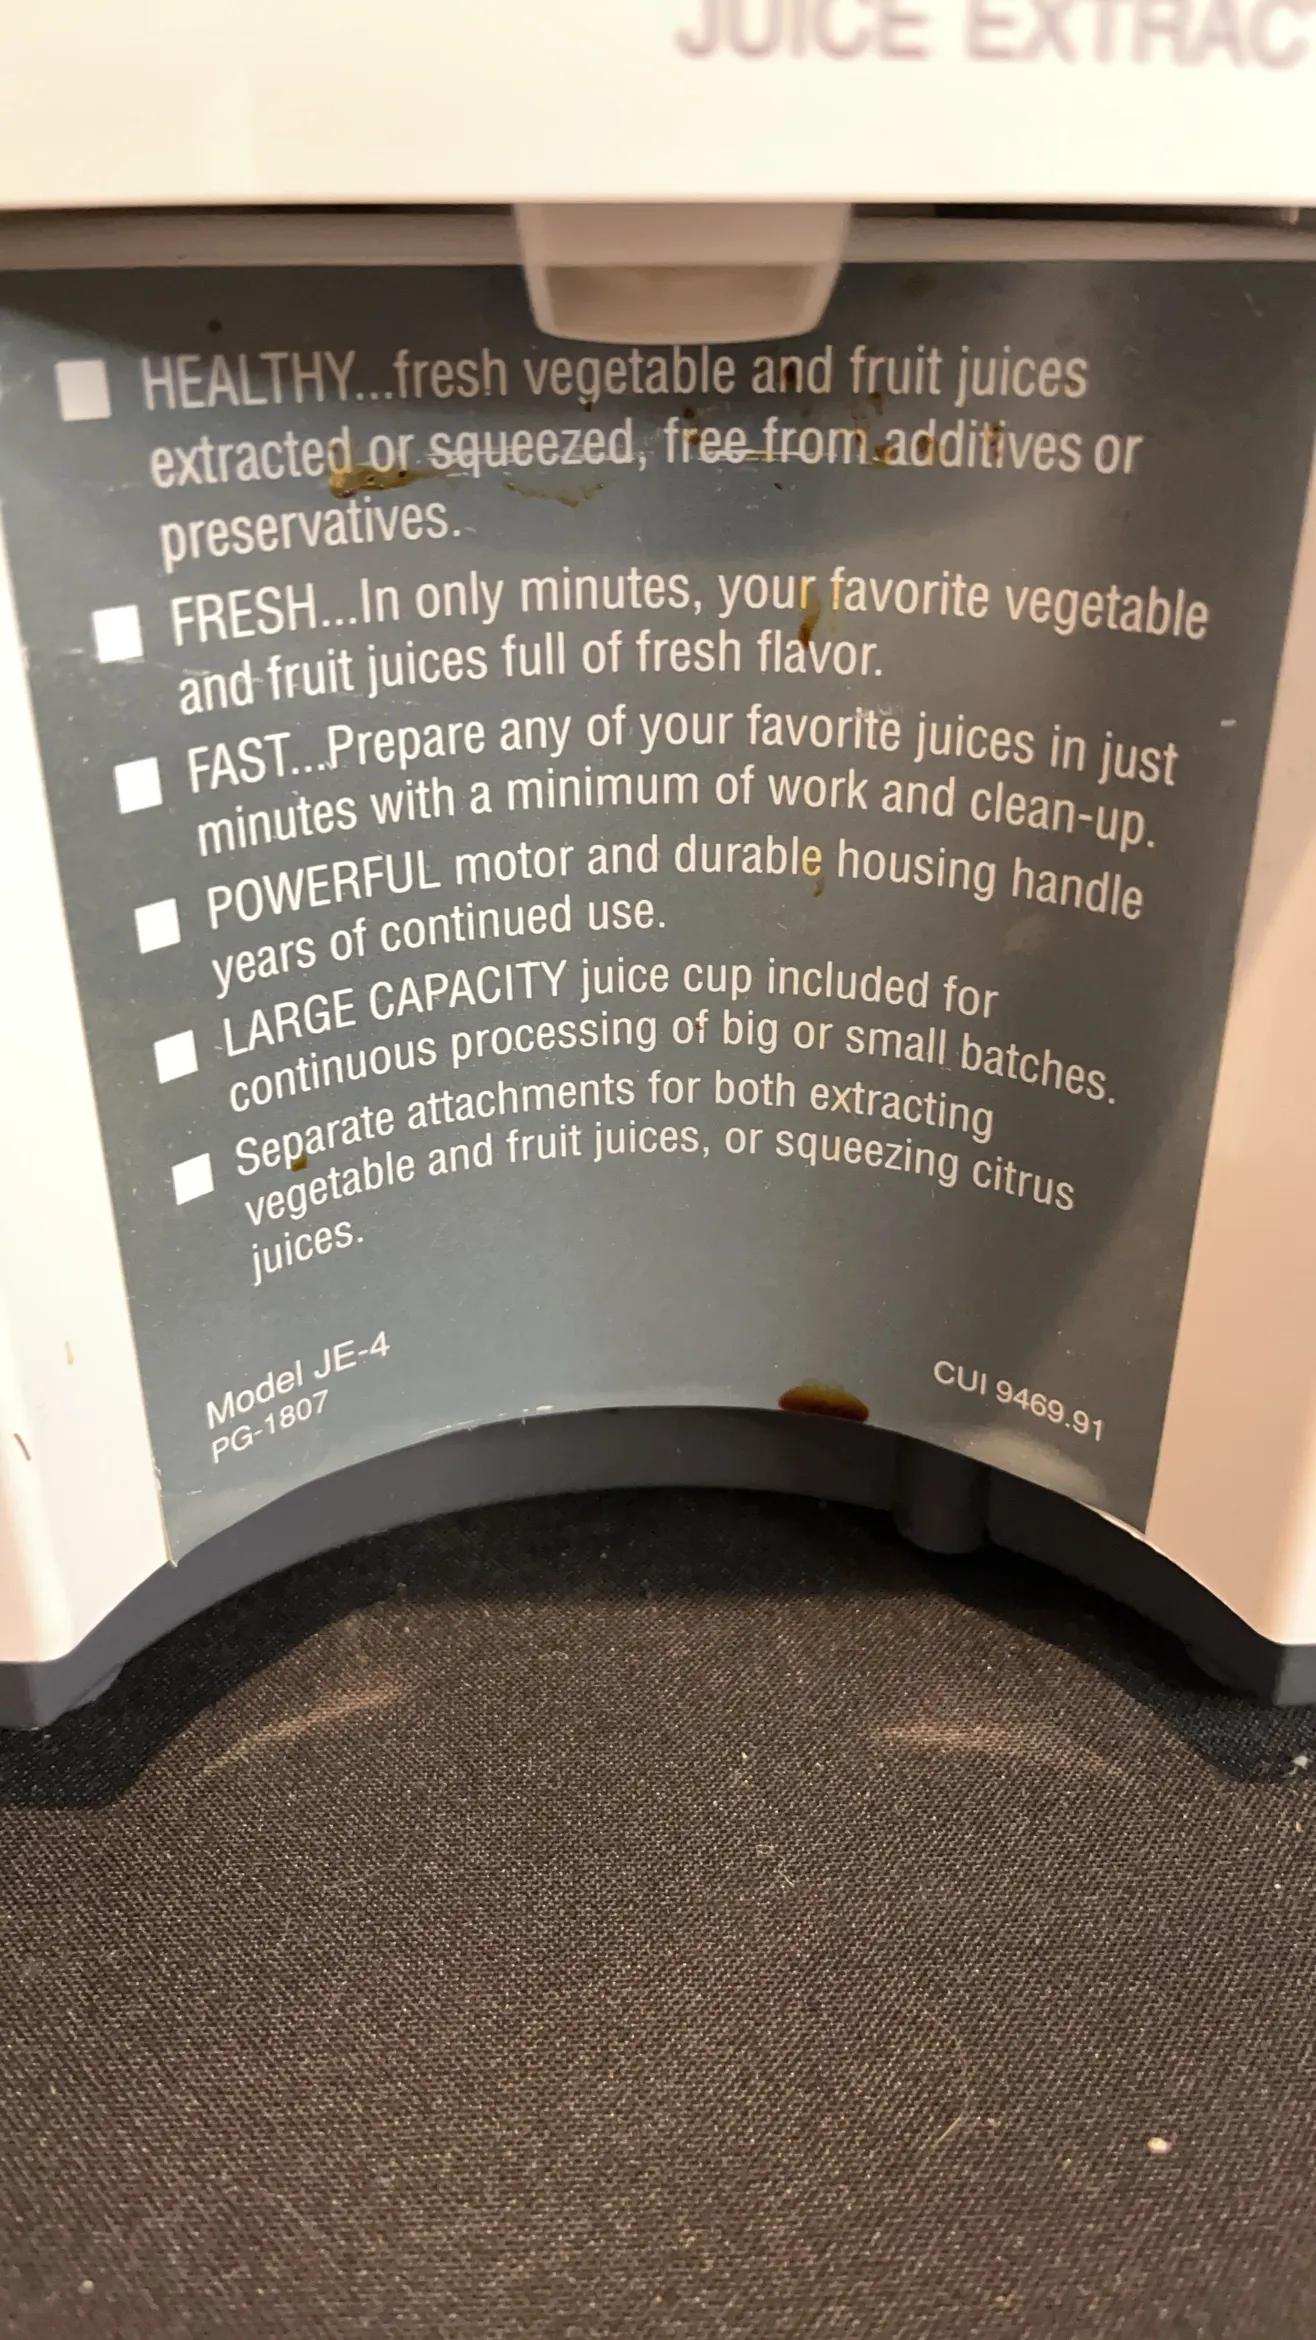 JUICE EXTRAC
HEALTHY...fresh vegetable and fruit juices
extracted or squeezed, free from additives or
preservatives.
FRESH...In only minutes, your favorite vegetable
and fruit juices full of fresh flavor.
FAST...Prepare any of your favorite juices in just
minutes with a minimum of work and clean-up.
POWERFUL motor and durable housing handle
years of continued use.
LARGE CAPACITY juice cup included for
continuous processing of big or small batches.
Separate attachments for both extracting
vegetable and fruit juices, or squeezing citrus
juices.
Model JE-4
PG-1807
CUI 9469.91